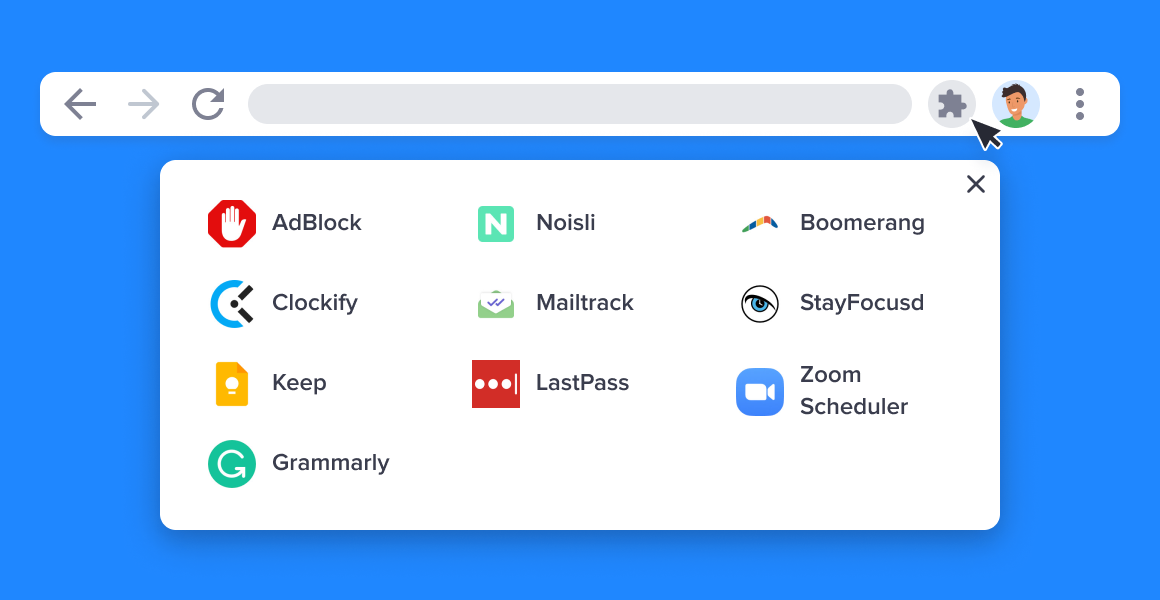 AdBlock
Noisli
Boomerang
Clockify
Mailtrack
StayFocusd
Keep
LastPass
Zoom
Scheduler
Grammarly